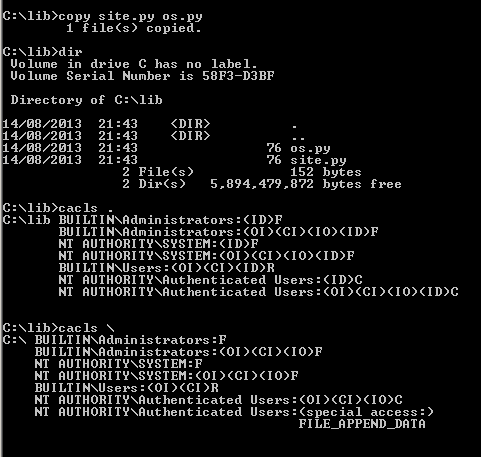 C:\lib>copy site.py os.py
        1 file(s) copied.
C:\lib>dir
 Volume in drive C has no label.
 Volume Serial Number is 58F3-D3BF
 Directory of C:\lib
14/08/2013  21:43    <DIR>          .
14/08/2013  21:43    <DIR>          ..
14/08/2013  21:43                76 os.py
14/08/2013  21:43                76 site.py
               2 File(s)            152 bytes
               2 Dir(s)   5,894,479,872 bytes free
C:\lib>cacls .
C:\lib BUILTIN\Administrators:(ID)F
       BUILTIN\Administrators:(OI)(CI)(IO)(ID)F
       NT AUTHORITY\SYSTEM:(ID)F
       NT AUTHORITY\SYSTEM:(OI)(CI)(IO)(ID)F
       BUILTIN\Users:(OI)(CI)(ID)R
       NT AUTHORITY\Authenticated Users:(ID)C
       NT AUTHORITY\Authenticated Users:(OI)(CI)(IO)(ID)C
C:\lib>cacls \
C:\ BUILTIN\Administrators:F
    BUILTIN\Administrators:(OI)(CI)(IO)F
    NT AUTHORITY\SYSTEM:F
    NT AUTHORITY\SYSTEM:(OI)(CI)(IO)F
    BUILTIN\Users:(OI)(CI)R
    NT AUTHORITY\Authenticated Users:(OI)(CI)(IO)C
    NT AUTHORITY\Authenticated Users:(special access:)
                                     FILE_APPEND_DATA